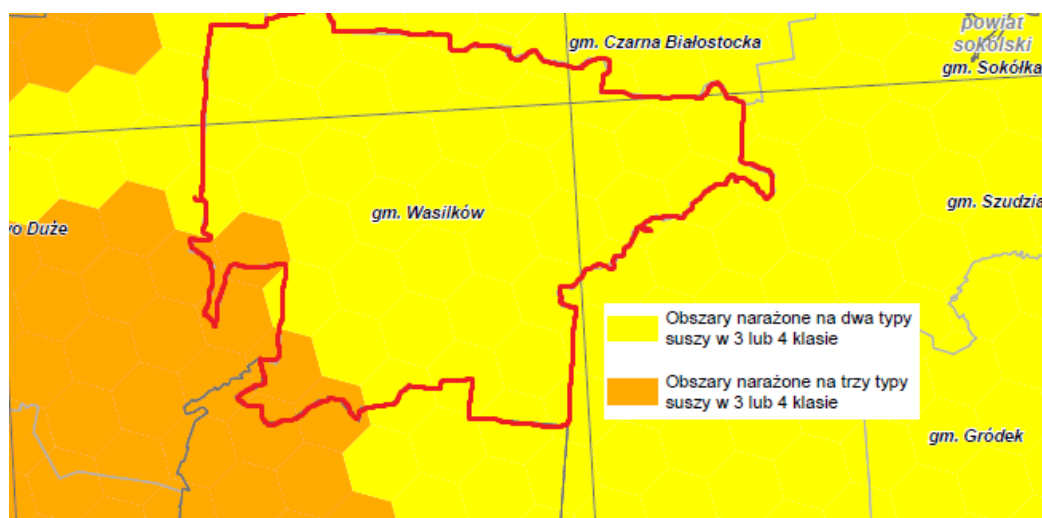 powiat
sokólski
gm. Czarna Białostocka
gm. Sokółka
gm. Wasilków
gm. Szudzia
vo Duże
Obszary narażone na dwa typy
suszy w 3 lub 4 klasie
Obszary narażone na trzy typy
suszy w 3 lub 4 klasie
gm. Gródek